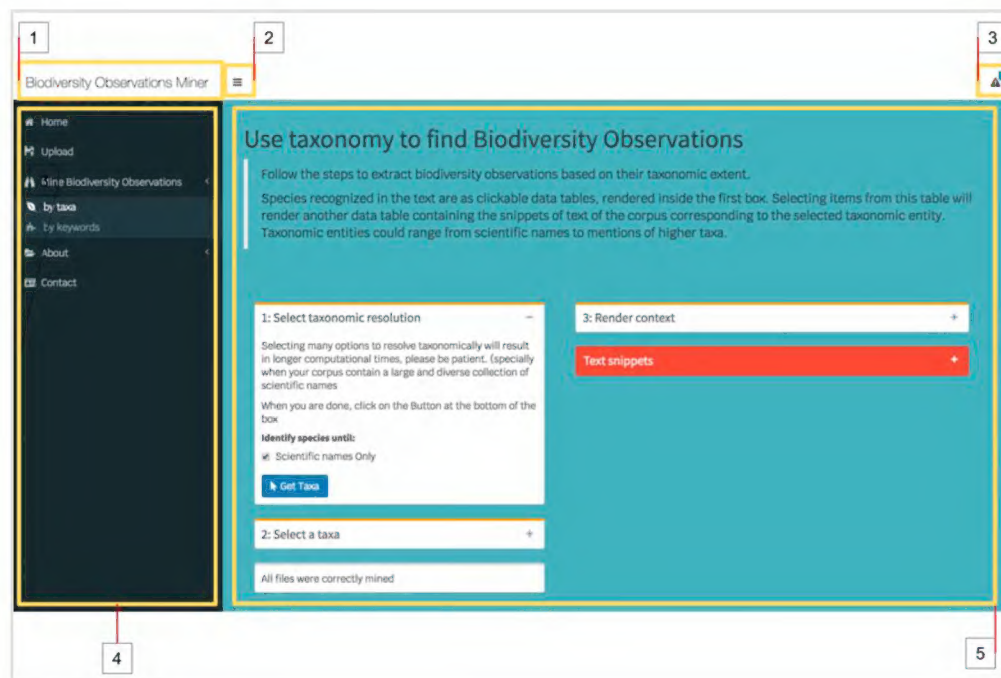 1
2
3
Biodiversity Observations Miner
Home
Upload
Mine Biodiversity Observations
by taxa
by keywords
About
Contact
Use taxonomy to find Biodiversity Observations
Follow the steps to extract biodiversity observations based on their taxonomic extent.
Species recognized in the text are as clickable data tables, rendered inside the first box. Selecting items from this table will
render another data table containing the snippets of text of the corpus corresponding to the selected taxonomic entity.
Taxonomic entities could range from scientific names to mentions of higher taxa.
1: Select taxonomic resolution
Selecting many options to resolve taxonomically will result
in longer computational times, please be patient. (specially
when your corpus contain a large and diverse collection of
scientific names
When you are done, click on the Button at the bottom of the
box
Identify species until:
Scientific names Only
Get Taxa
2: Select a taxa
All files were correctly mined
3: Render context
Text snippets
4
5